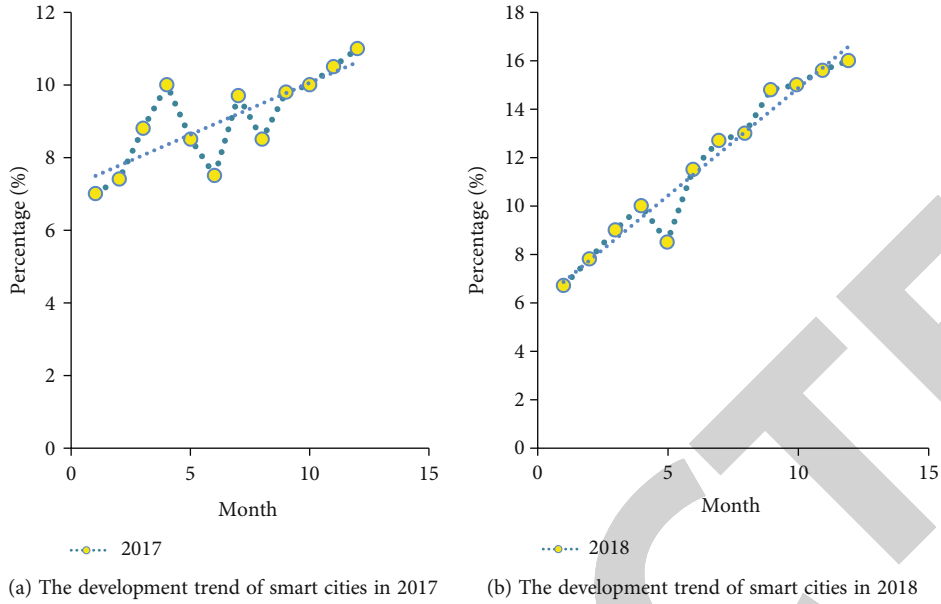 12
10
8
6
4
2
0
Percentage (%)
0 5 10 15
Month
2017
(a) The development trend of smart cities in 2017
18
16
14
12
10
8
6
4
2
0
Percentage (%)
0 5 10 15
Month
2018
(b) The development trend of smart cities in 2018